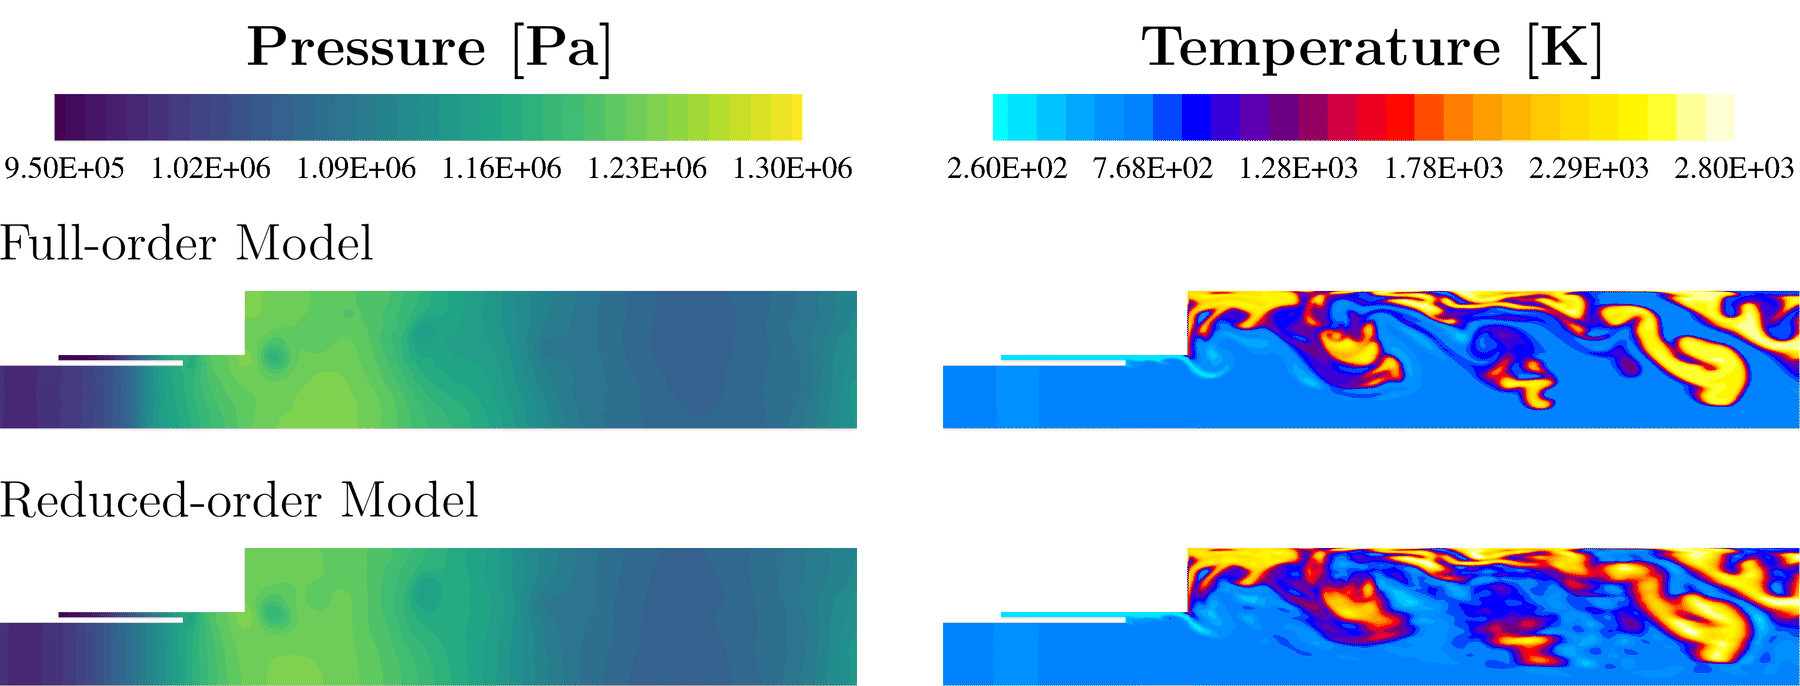 Pressure [Pa]
Temperature [K]
9.50E+05 1.02E+06 1.09E+06 1.16E+06 1.23E+06 1.30E+06
2.60E+02 7.68E+02 1.28E+03 1.78E+03 2.29E+03 2.80E+03
Full-order Model
Reduced-order Model